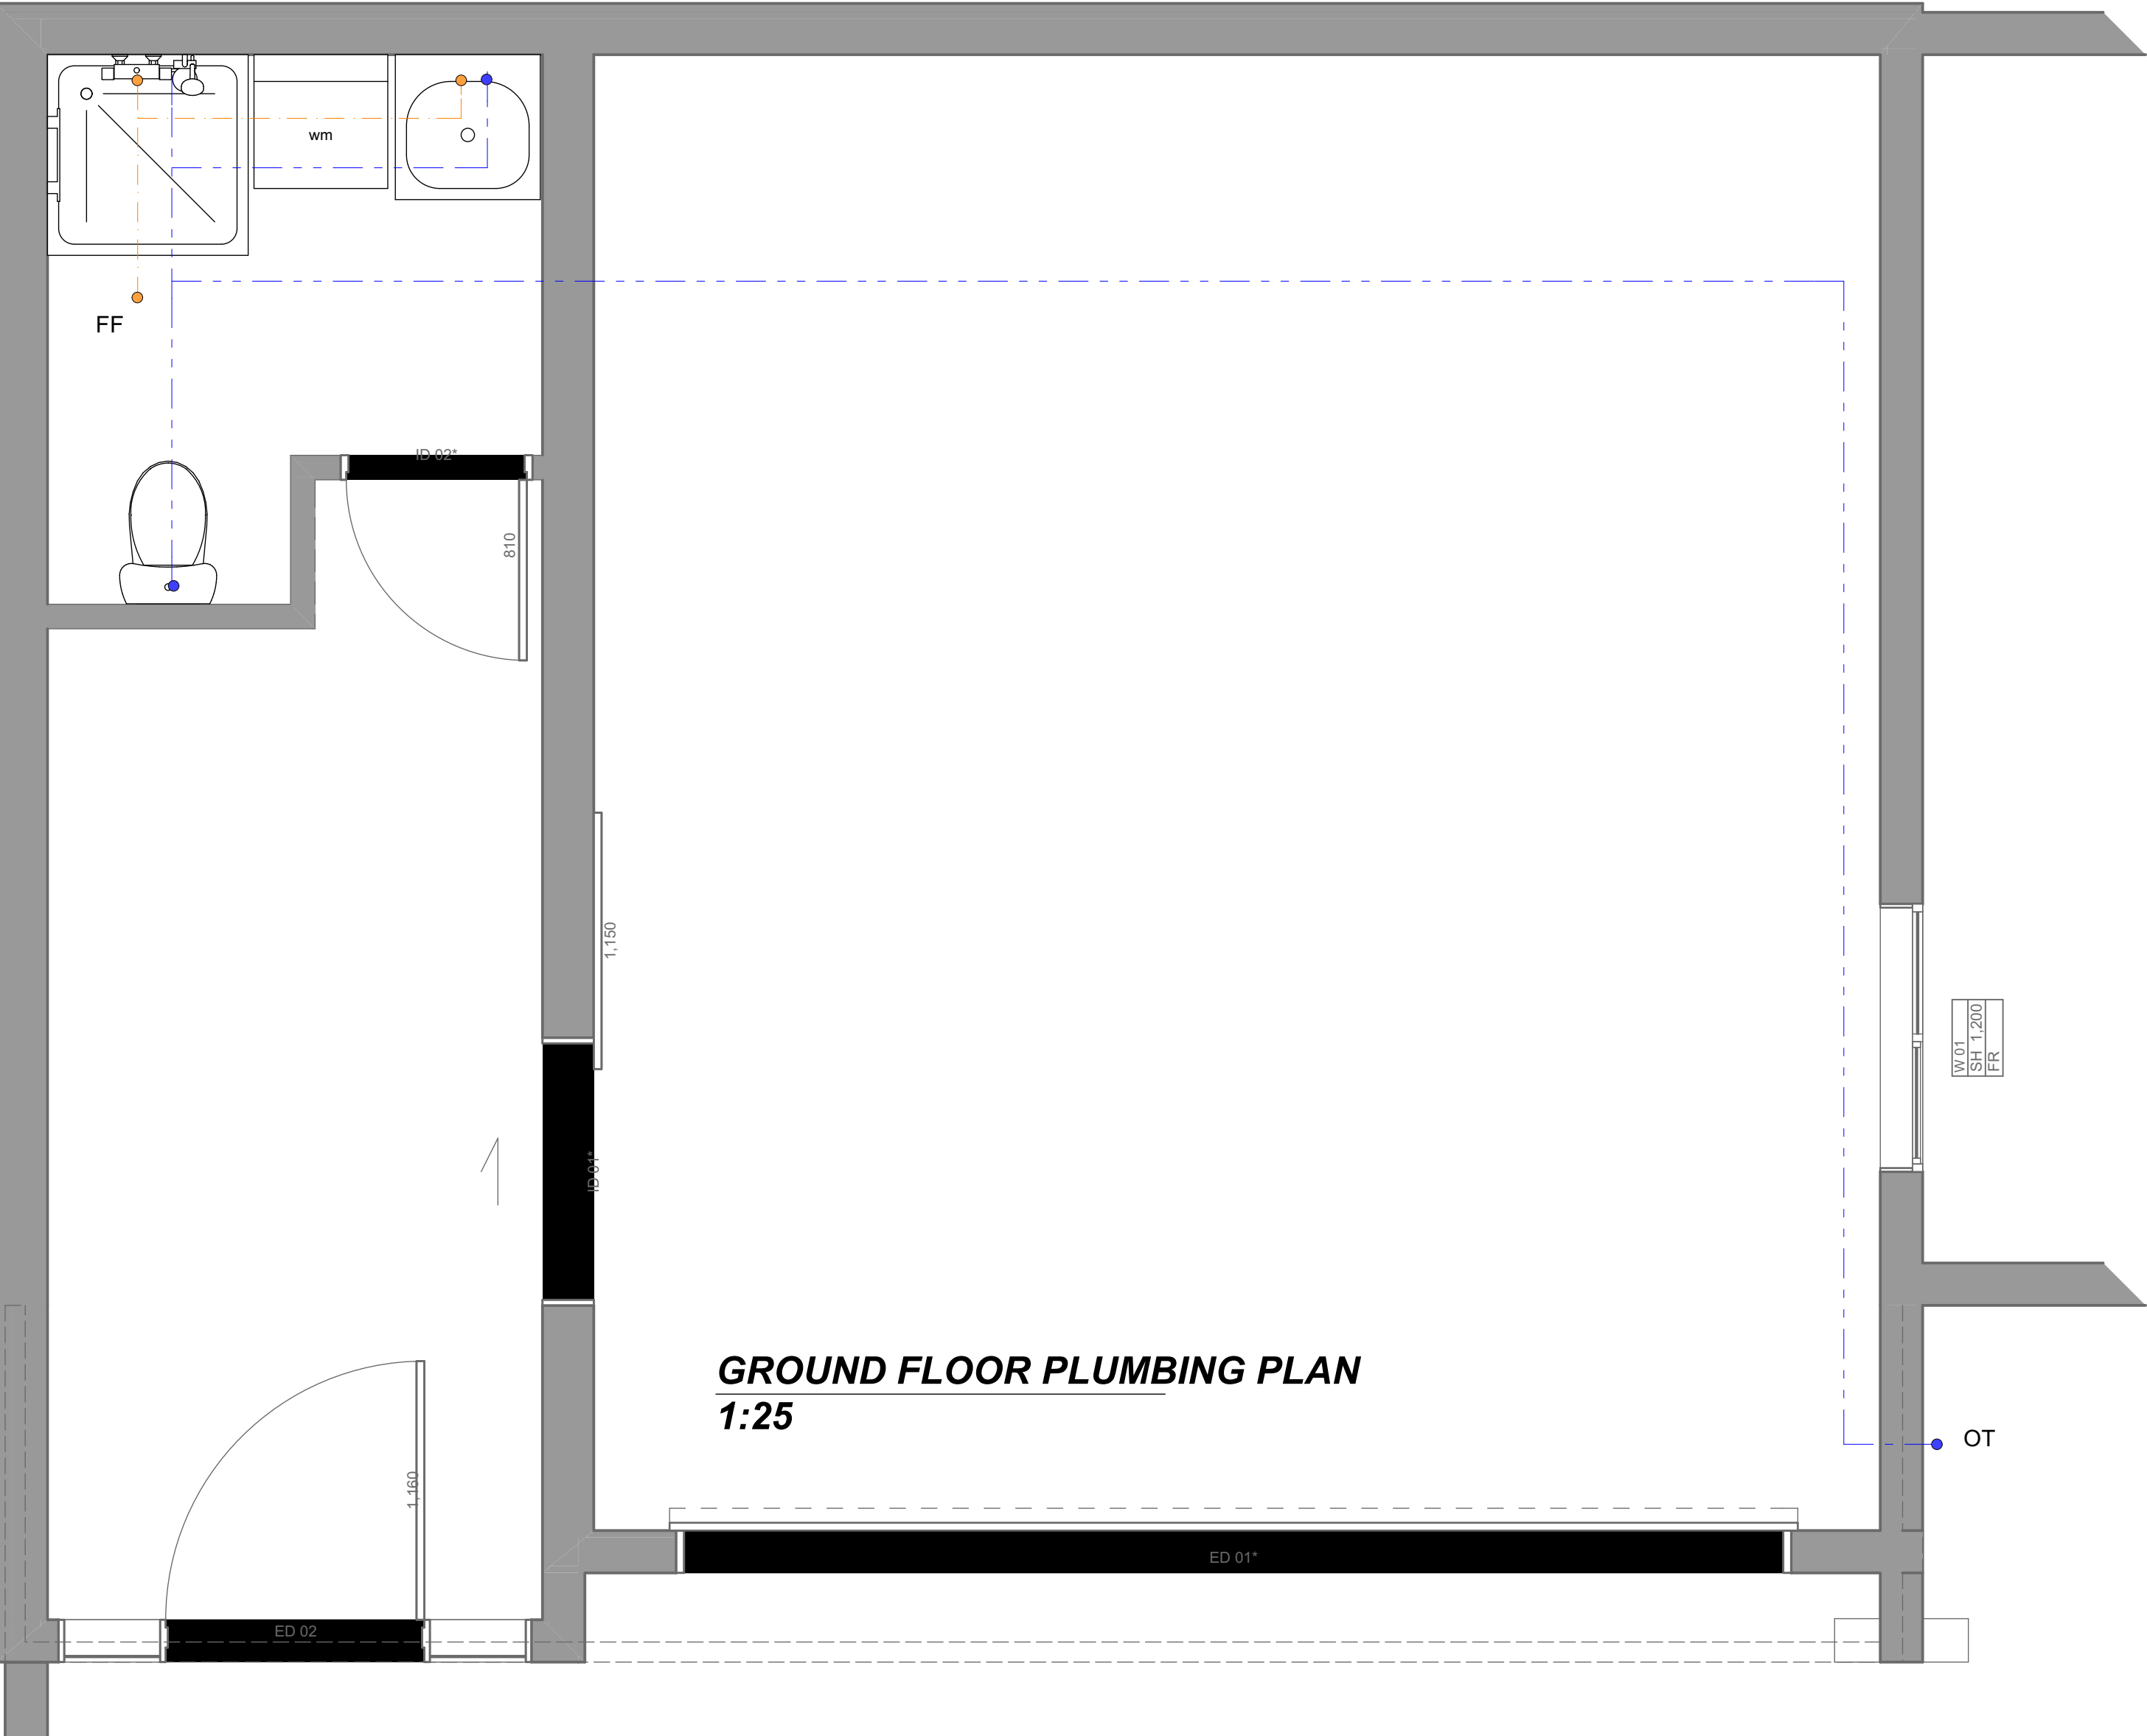 wm
FF
ID 02*
810
1,150
W 01
SH 1,200
FR
ID 01*
GROUND FLOOR PLUMBING PLAN
1:25
OT
1,160
ED 01*
ED 02